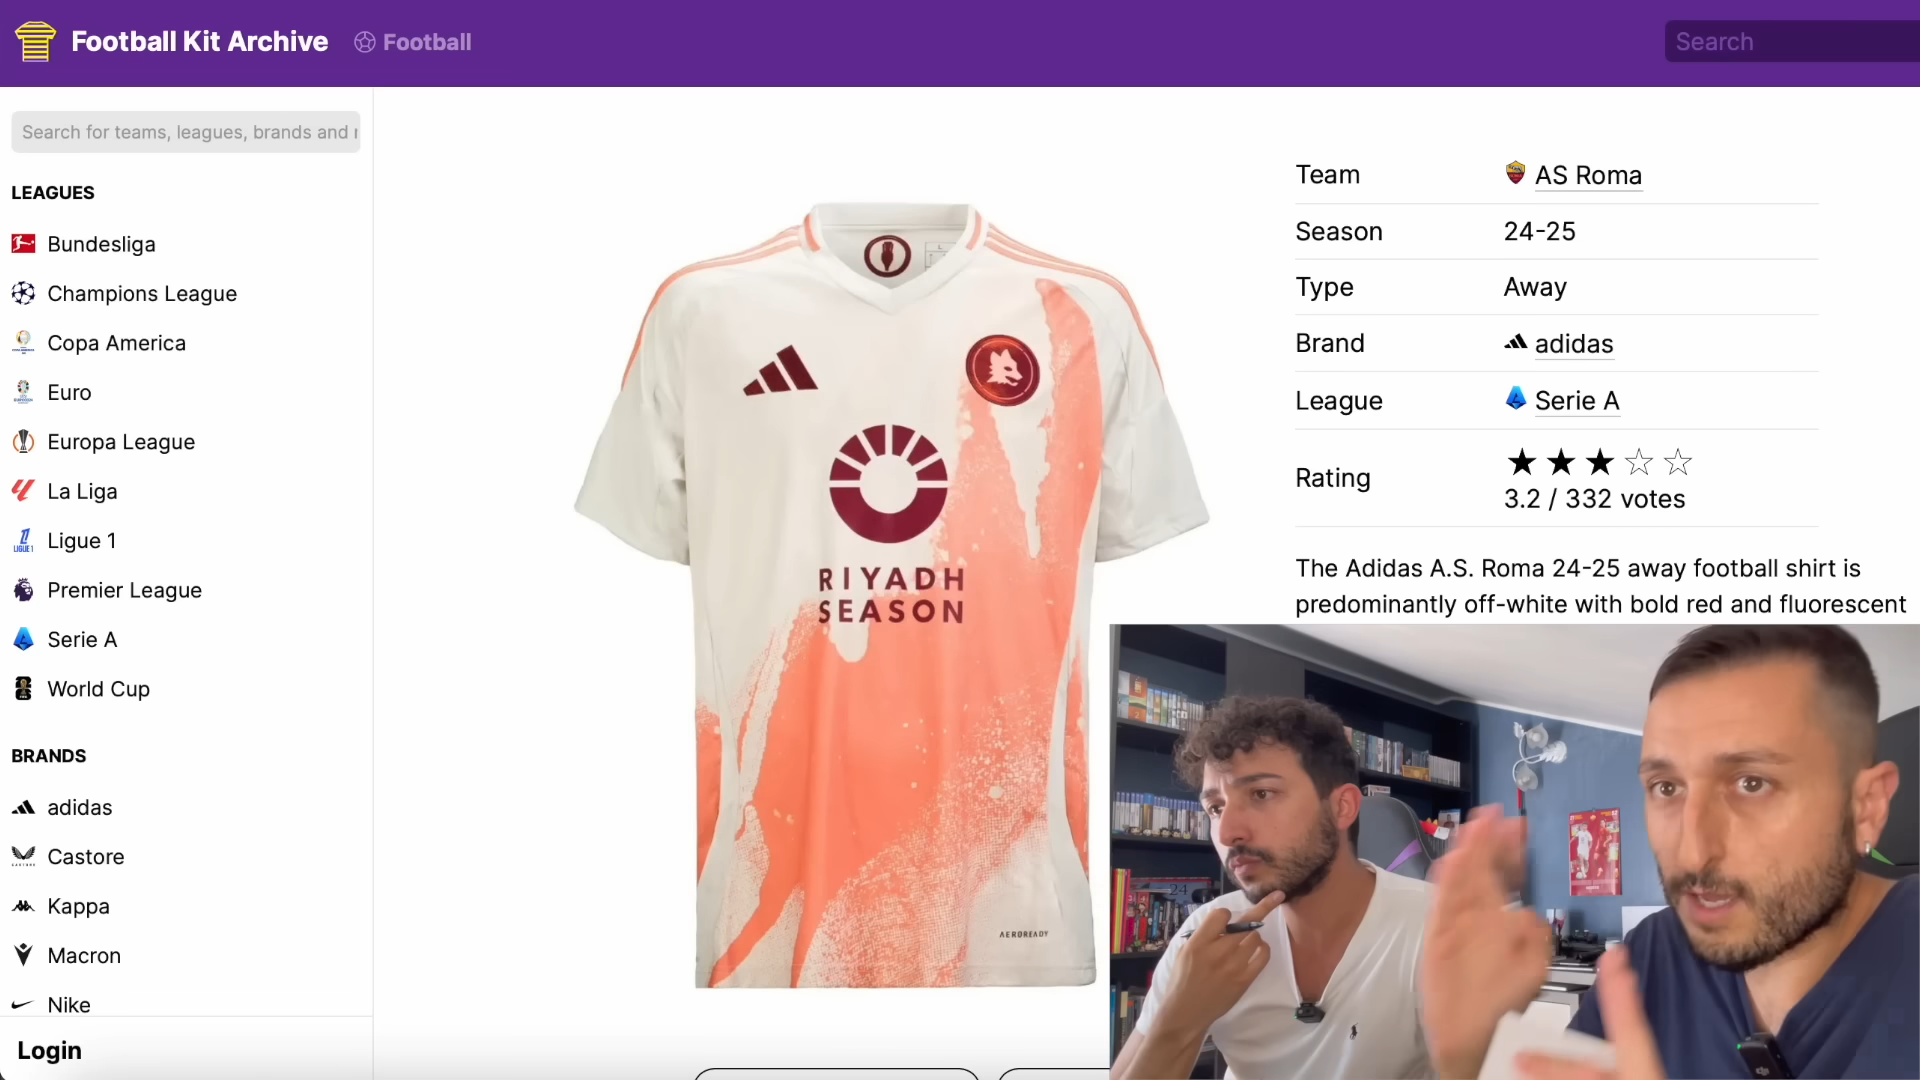 Football Kit Archive
Football
Search
Search for teams, leagues, brands and
LEAGUES
Bundesliga
Champions League
Copa America
Euro
Europa League
La Liga
Ligue 1
Premier League
Serie A
World Cup
BRANDS
adidas
Castore
Kappa
Macron
Nike
Login
L
RIYADH
SEASON
AEROREADY
Team
AS Roma
Season
24-25
Type
Away
Brand
adidas
League
Serie A
Rating
3.2 / 332 votes
The Adidas A.S. Roma 24-25 away football shirt is
predominantly off-white with bold red and fluorescent
24